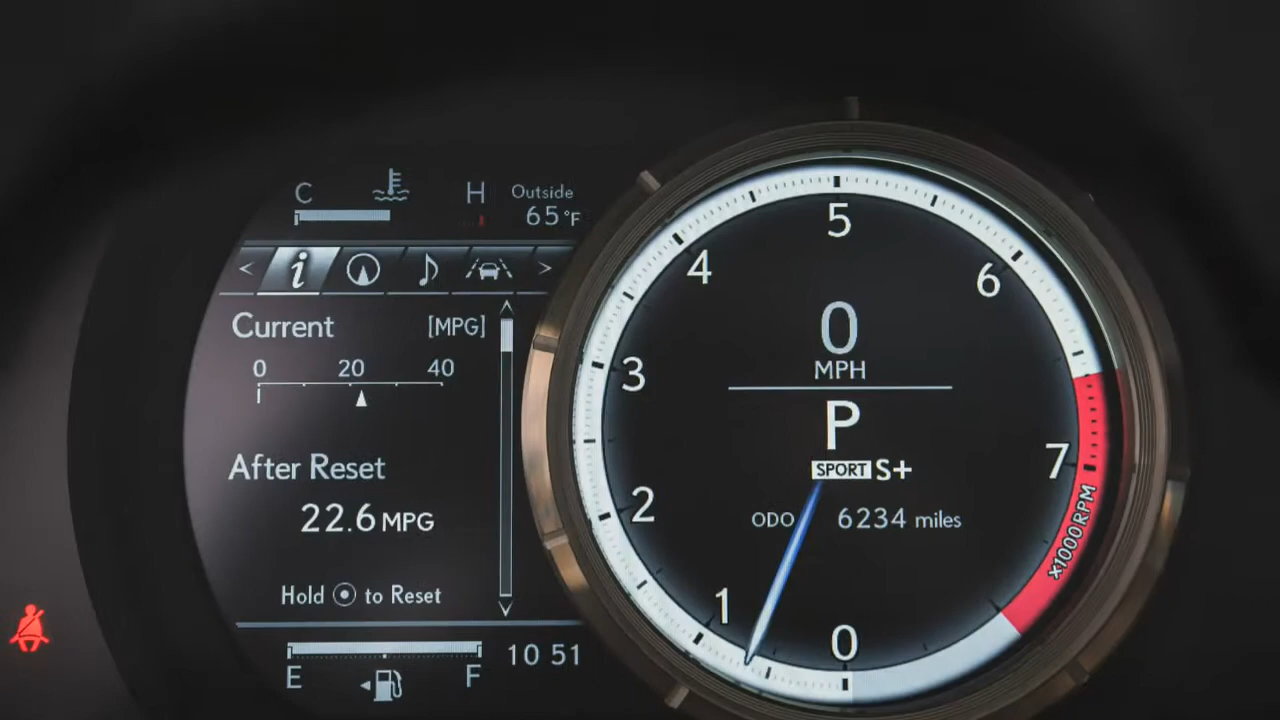 C H Outside
65°F
< i >
Current [MPG]
0 20 40
After Reset
22.6 MPG
Hold to Reset
E F
10 51
0
1
2
3
4
5
6
7
x1000RPM
0
MPH
P
SPORT S+
ODO 6234 miles